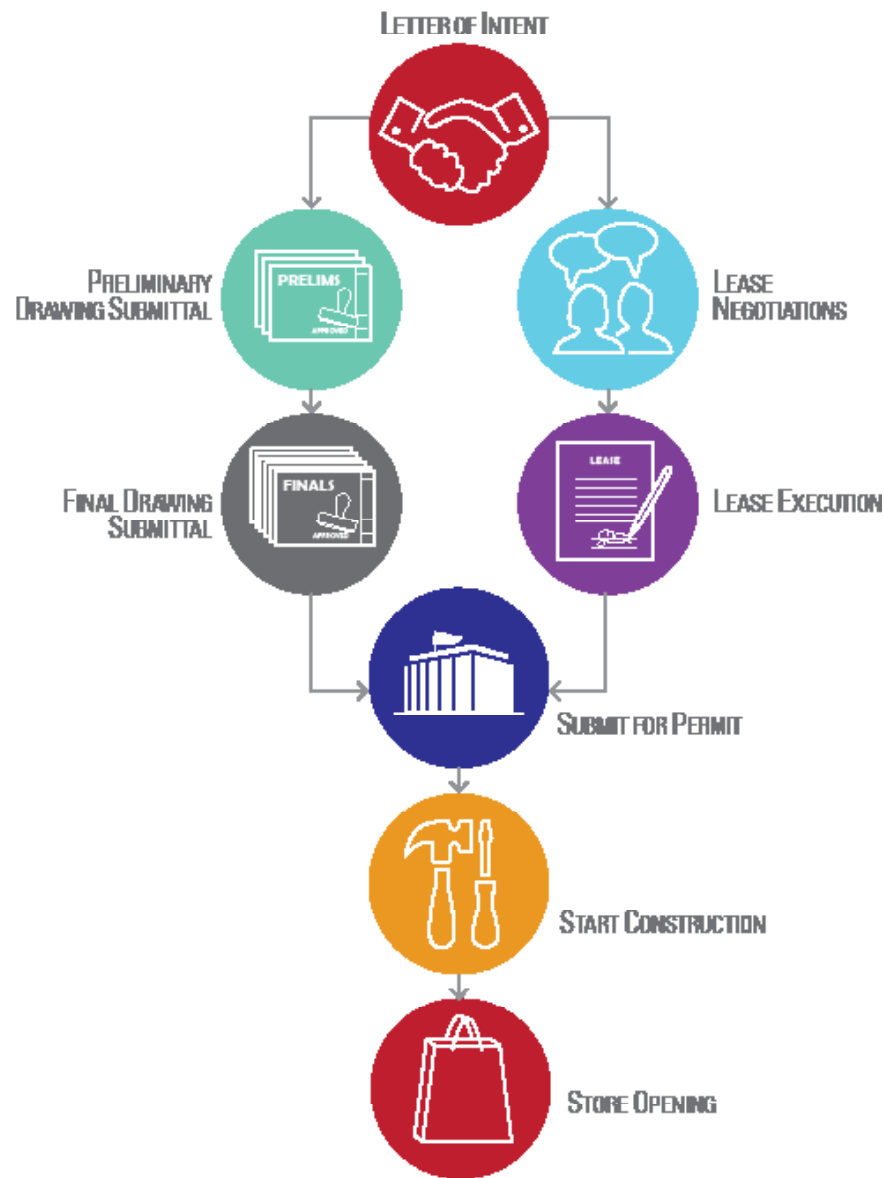 LETTER OF INTENT
PRELIMINARY
DRAWING SUBMITTAL
PRELIMS
APPROVED
LEASE
NEGOTIATIONS
FINAL DRAWING
SUBMITTAL
FINALS
APPROVED
LEASE
LEASE EXECUTION
SUBMIT FOR PERMIT
START CONSTRUCTION
STORE OPENING